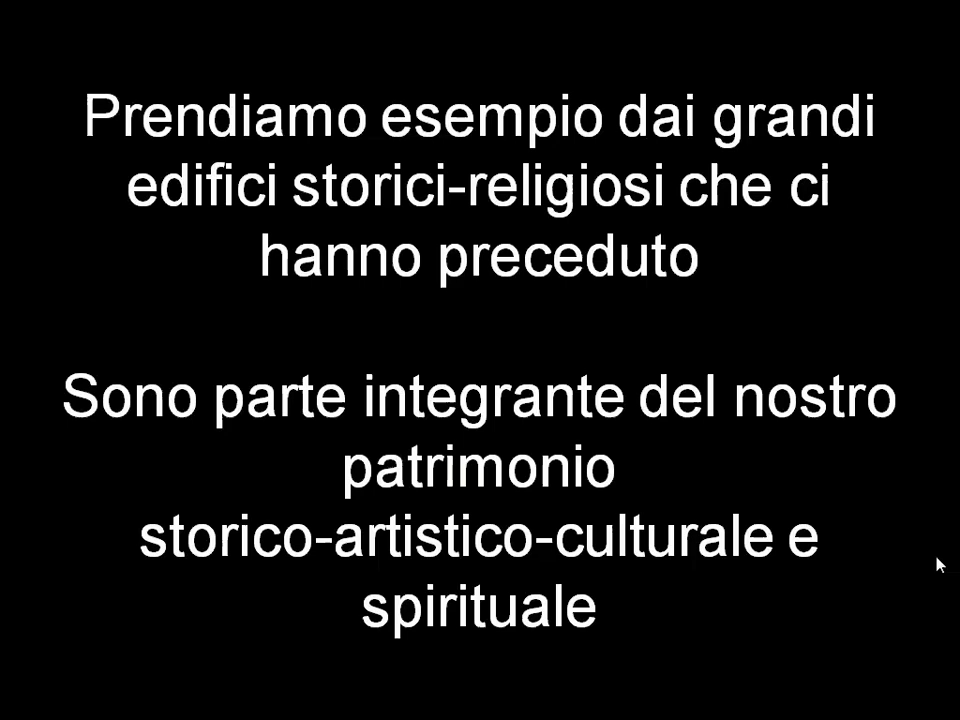 Prendiamo esempio dai grandi
edifici storici-religiosi che ci
hanno preceduto
Sono parte integrante del nostro
patrimonio
storico-artistico-culturale e
spirituale